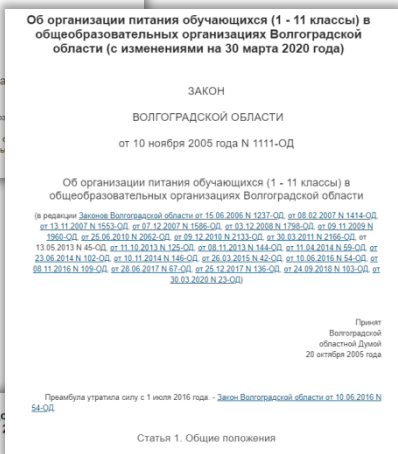 Об организации питания обучающихся (1 - 11 классы) в
общеобразовательных организациях Волгоградской
области (с изменениями на 30 марта 2020 года)
ЗАКОН
ВОЛГОГРАДСКОЙ ОБЛАСТИ
от 10 ноября 2005 года N 1111-ОД
Об организации питания обучающихся (1 - 11 классы) в
общеобразовательных организациях Волгоградской области
(в редакции Законов Волгоградской области от 15.06.2006 N 1237-ОД, от 08.02.2007 N 1414-ОД,
от 13.11.2007 N 1553-ОД, от 07.12.2007 N 1586-ОД, от 03.12.2008 N 1798-ОД, от 09.11.2009 N
1960-ОД, от 25.06.2010 N 2062-ОД, от 09.12.2010 N 2133-ОД, от 30.03.2011 N 2166-ОД, от
13.05.2013 N 45-ОД, от 11.10.2013 N 125-ОД, от 08.11.2013 N 144-ОД, от 11.04.2014 N 59-ОД, от
23.06.2014 N 102-ОД, от 10.11.2014 N 146-ОД, от 26.03.2015 N 42-ОД, от 10.06.2016 N 54-ОД, от
08.11.2016 N 109-ОД, от 28.06.2017 N 67-ОД, от 25.12.2017 N 136-ОД, от 24.09.2018 N 103-ОД, от
30.03.2020 N 23-ОД)
Принят
Волгоградской
областной Думой
20 октября 2005 года
Преамбула утратила силу с 1 июля 2016 года. - Закон Волгоградской области от 10.06.2016 N
54-ОД.
Статья 1. Общие положения